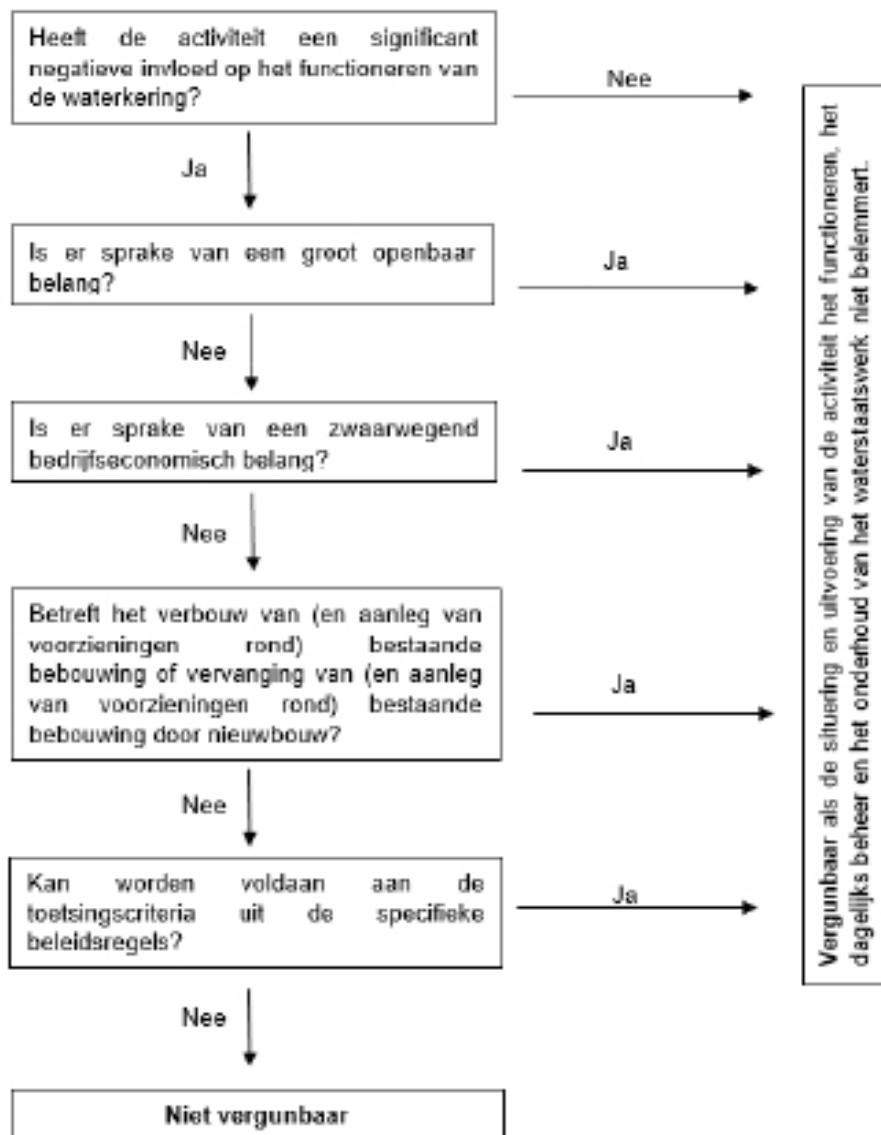 Heeft de activiteit een significant
negatieve invloed op het functioneren van
de waterkering?
Nee
Ja
Is er sprake van een groot openbaar
belang?
Ja
Nee
Is er sprake van een zwaarwegend
bedrijfseconomisch belang?
Ja
Nee
Betreft het verbouw van (en aanleg van
voorzieningen rond) bestaande
bebouwing of vervanging van (en aanleg
van voorzieningen rond) bestaande
bebouwing door nieuwbouw?
Ja
Nee
Kan worden voldaan aan de
toetsingscriteria uit de specifieke
beleidsregels?
Ja
Nee
Niet vergunbaar
Vergunbaar als de situering en uitvoering van de activiteit het functioneren, het
dagelijks beheer en het onderhoud van het waterstaatswerk niet belemmert.